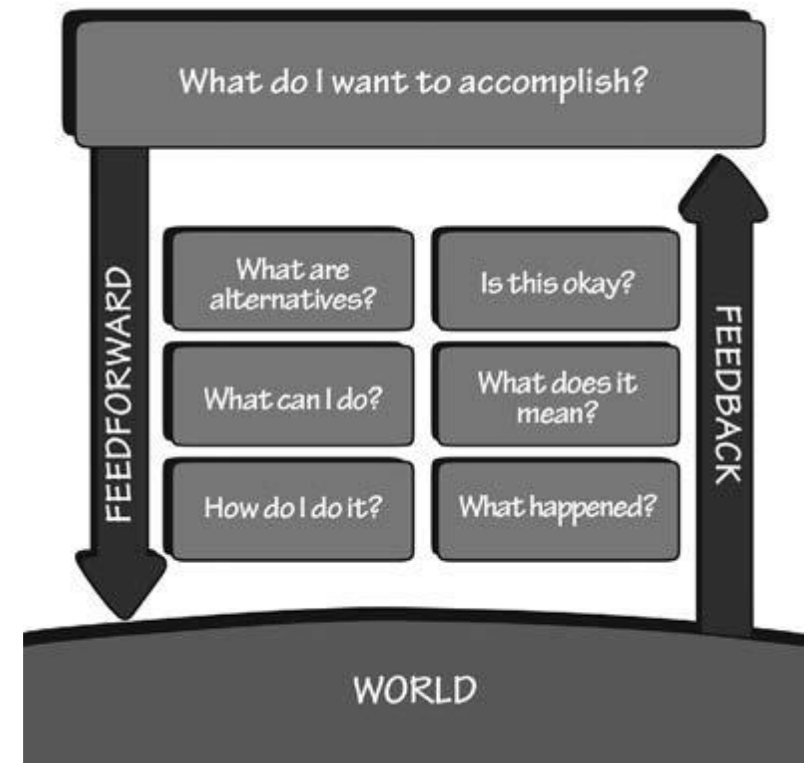 What do I want to accomplish?
FEEDFORWARD
What are
alternatives?
Is this okay?
What can I do?
What does it
mean?
How do I do it?
What happened?
FEEDBACK
WORLD